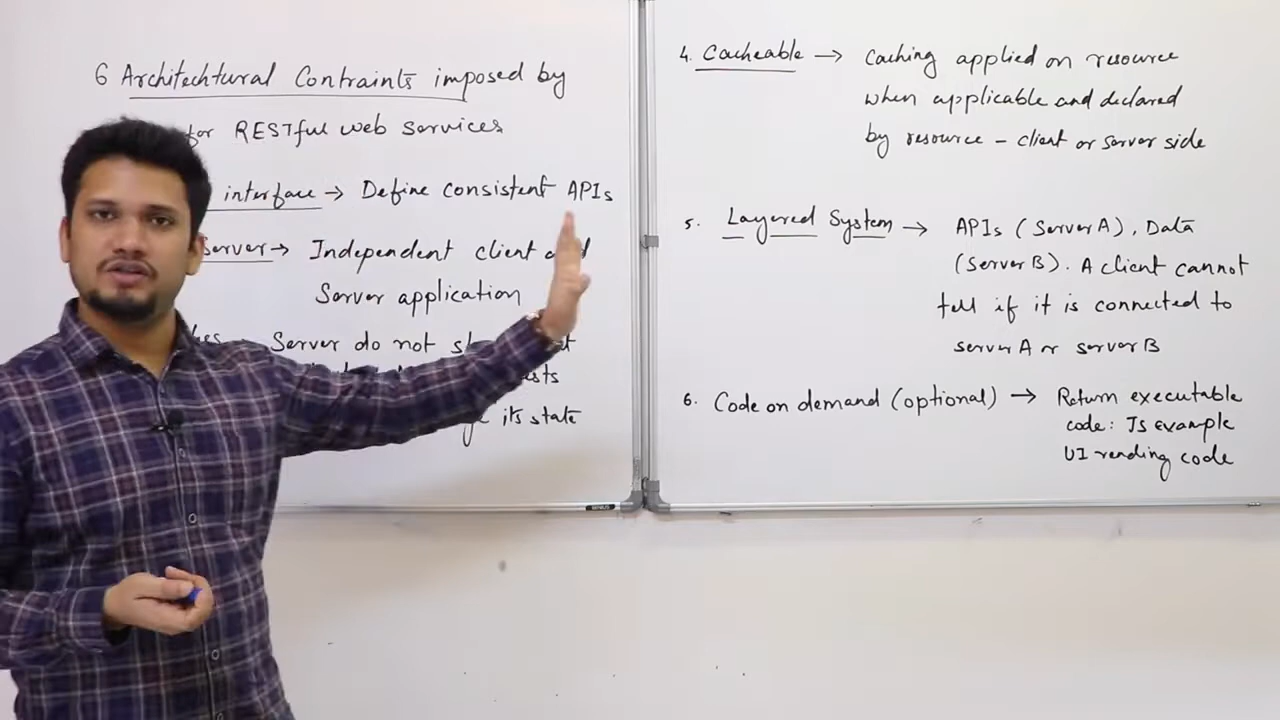 6 Architechtural Contraints imposed by
for RESTful web services
interface → Define consistent APIs
Server → Independent client
Server application
Server do not
its state
4. Cacheable → Caching applied on resource
when applicable and declared
by resource - client or server side
5. Layered System → APIs (Server A), Data
(Server B). A client cannot
tell if it is connected to
server A or server B
6. Code on demand (optional) → Return executable
code: Js example
UI rending code